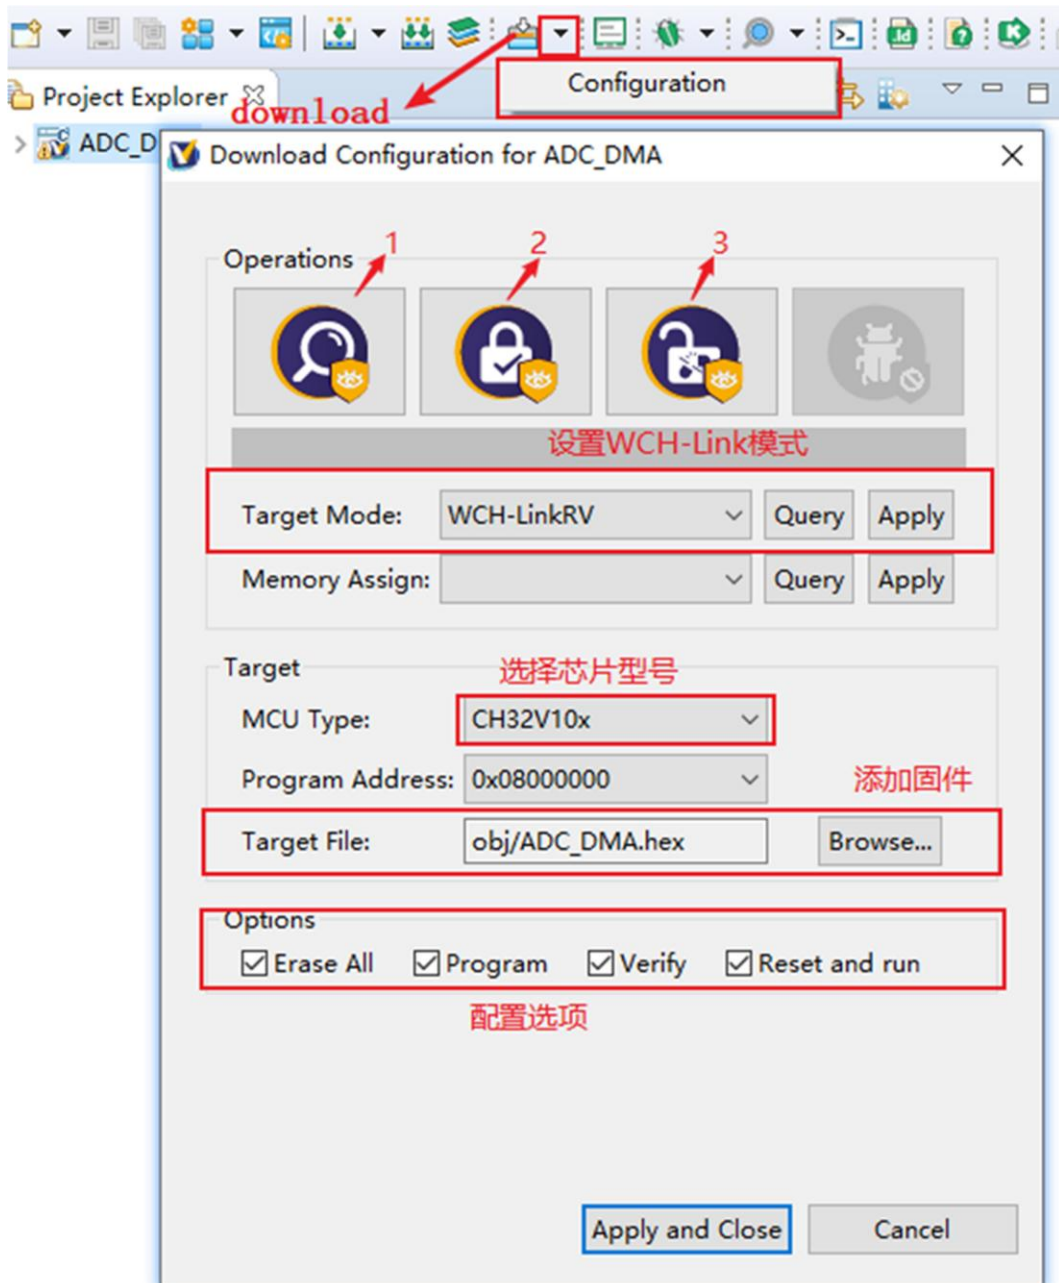 Configuration
Project Explorer
download
ADC_D
Download Configuration for ADC_DMA
1
2
3
Operations
设置WCH-Link模式
Target Mode: WCH-LinkRV Query Apply
Memory Assign: Query Apply
Target
选择芯片型号
MCU Type: CH32V10x
Program Address: 0x08000000
添加固件
Target File: obj/ADC_DMA.hex Browse...
Options
Erase All Program Verify Reset and run
配置选项
Apply and Close Cancel